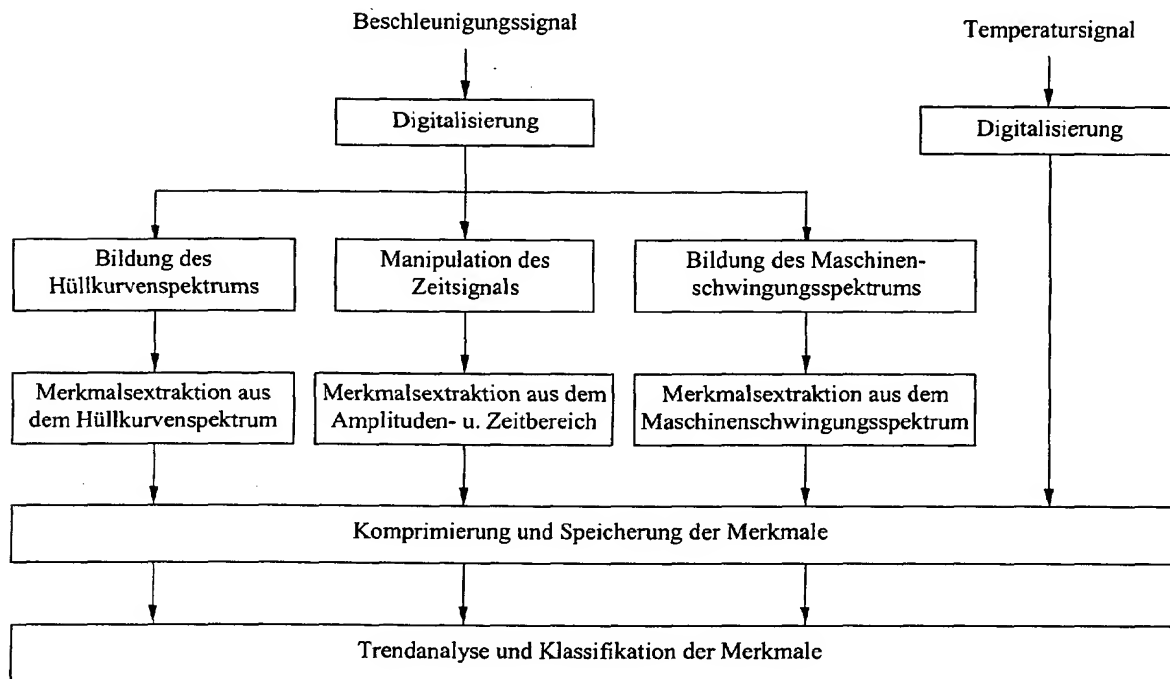 Beschleunigungssignal
Temperatursignal
Digitalisierung
Digitalisierung
Bildung des
Hüllkurvenspektrums
Manipulation des
Zeitsignals
Bildung des Maschinen-
schwingungsspektrums
Merkmalsextraktion aus
dem Hüllkurvenspektrum
Merkmalsextraktion aus dem
Amplituden- u. Zeitbereich
Merkmalsextraktion aus dem
Maschinenschwingungsspektrum
Komprimierung und Speicherung der Merkmale
Trendanalyse und Klassifikation der Merkmale